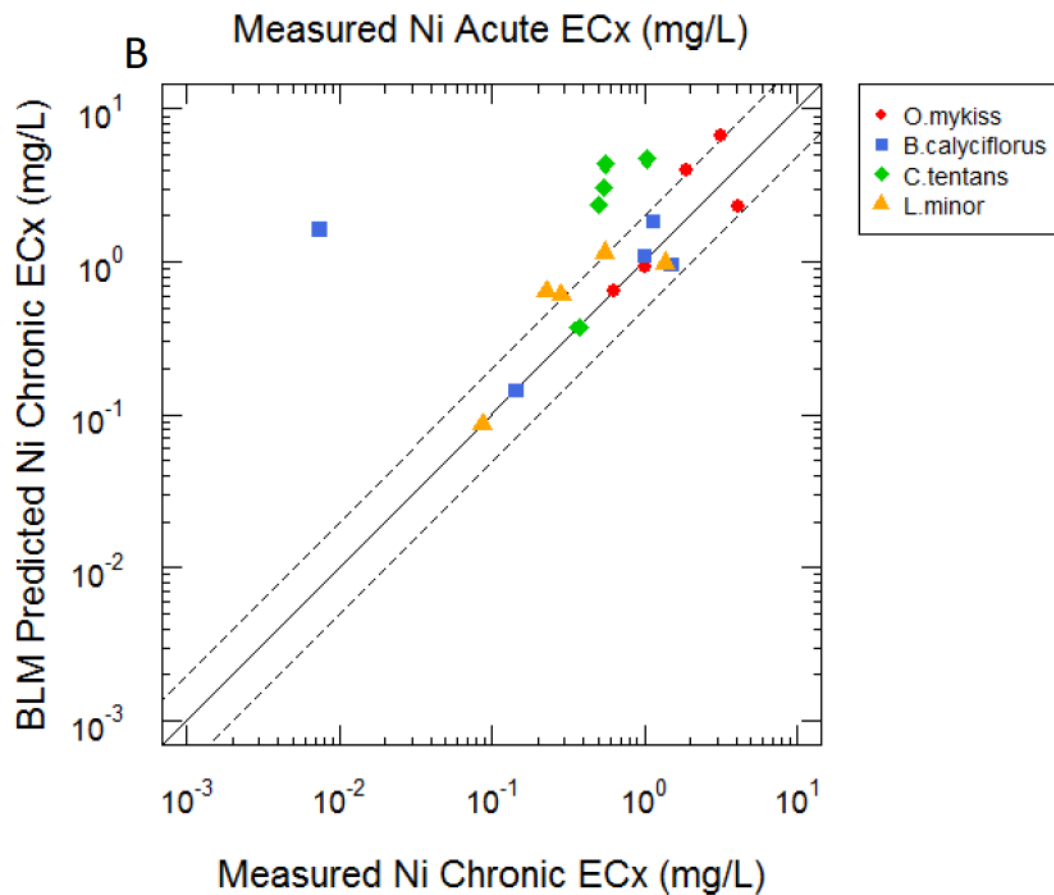 Measured Ni Acute ECx (mg/L)
B
BLM Predicted Ni Chronic ECx (mg/L)
10¹
10⁰
10⁻¹
10⁻²
10⁻³
10⁻³
10⁻²
10⁻¹
10⁰
10¹
Measured Ni Chronic ECx (mg/L)
O.mykiss
B.calyciflorus
C.tentans
L.minor